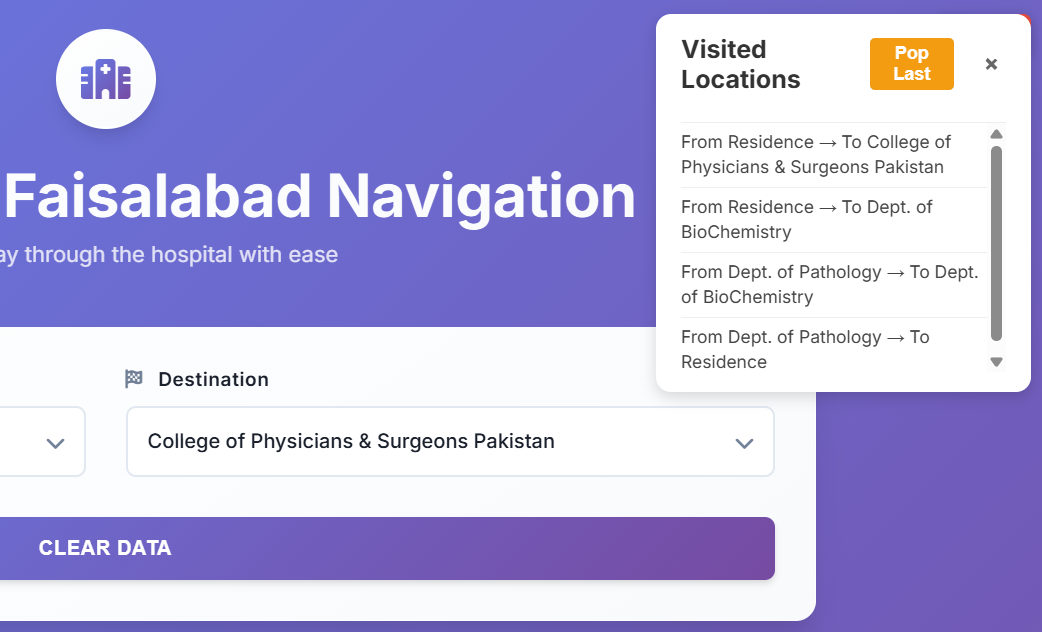 Faisalabad Navigation
ay through the hospital with ease
Destination
College of Physicians & Surgeons Pakistan
CLEAR DATA
Visited
Locations
Pop
Last
×
From Residence → To College of
Physicians & Surgeons Pakistan
From Residence → To Dept. of
BioChemistry
From Dept. of Pathology → To Dept.
of BioChemistry
From Dept. of Pathology → To
Residence